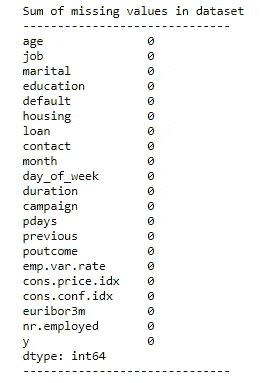 Sum of missing values in dataset
------------------------------
age 0
job 0
marital 0
education 0
default 0
housing 0
loan 0
contact 0
month 0
day_of_week 0
duration 0
campaign 0
pdays 0
previous 0
poutcome 0
emp.var.rate 0
cons.price.idx 0
cons.conf.idx 0
euribor3m 0
nr.employed 0
y 0
dtype: int64
------------------------------